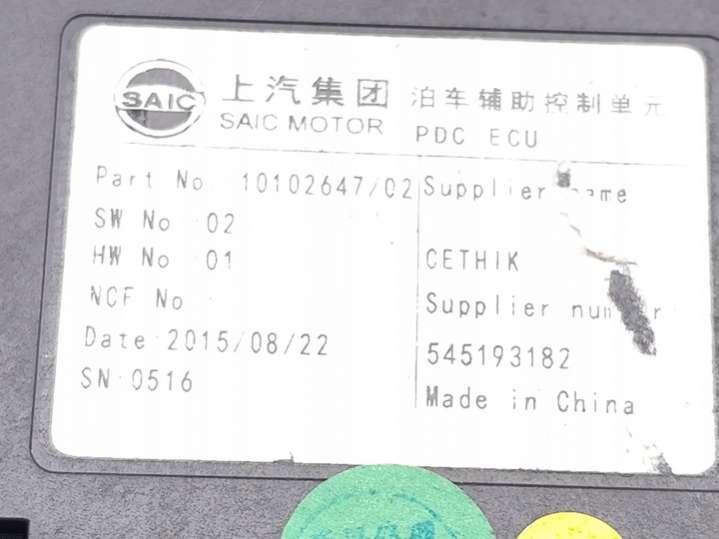 SAIC
上汽集团 泊车辅助控制单元
SAIC MOTOR PDC ECU
Part No. 10102647/02
SW No 02
HW No 01
NCF No
Date 2015/08/22
SN 0516
Supplier
CETHIK
Supplier
545193182
Made in China